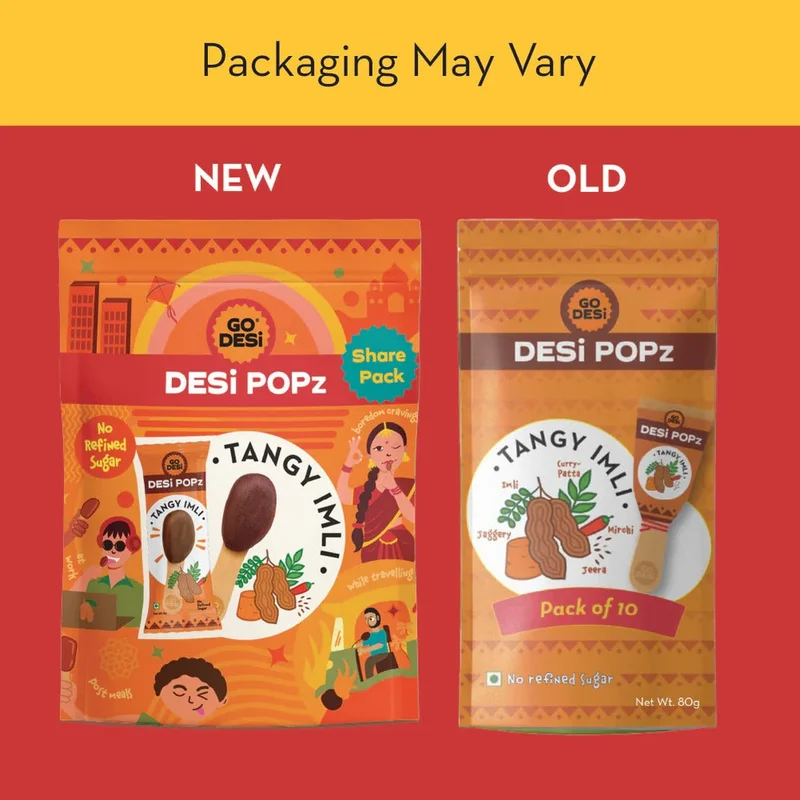 Packaging May Vary
NEW
OLD
GO
DESi
DESi POPz
Share
Pack
No
Refined
Sugar
boredom cravings
TANGY IMLI
GO
DESi
DESi POPz
TANGY IMLI
at work
while travelling
post meals
GO
DESi
DESi POPz
TANGY IMLI
Curry-
Patta
Imli
Jaggery
Mirchi
Jeera
DESi POPz
TANGY IMLI
Pack of 10
No refined sugar
Net Wt. 80g